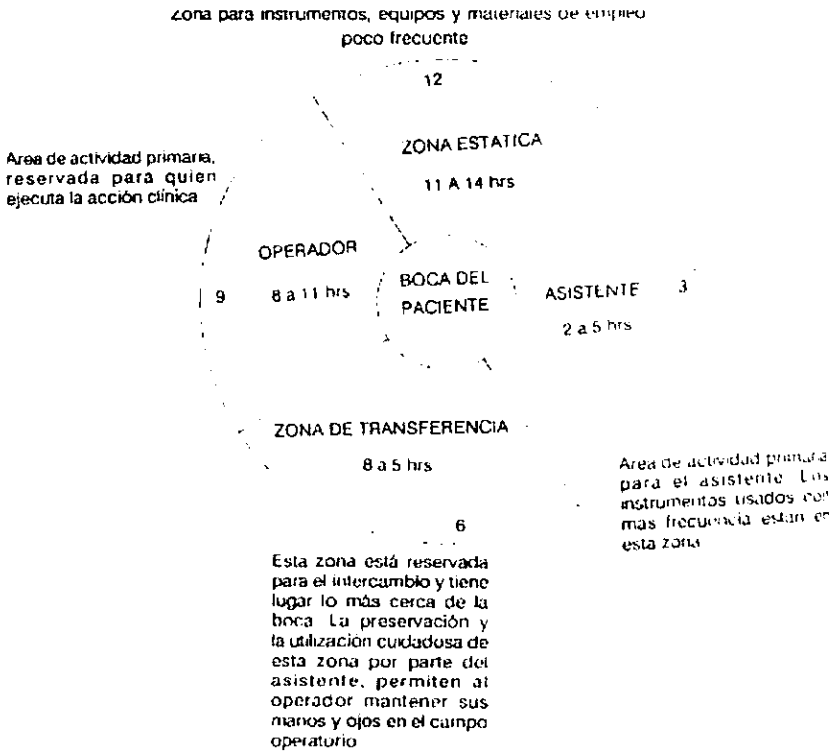 Zona para instrumentos, equipos y materiales de empleo
poco frecuente
12
ZONA ESTATICA
11 A 14 hrs
Area de actividad primaria,
reservada para quien
ejecuta la acción clínica
OPERADOR
9
8 a 11 hrs
BOCA DEL
PACIENTE
ASISTENTE
3
2 a 5 hrs
ZONA DE TRANSFERENCIA
8 a 5 hrs
Area de actividad primaria
para el asistente. Los
instrumentos usados con
mas frecuencia estan en
esta zona
6
Esta zona está reservada
para el intercambio y tiene
lugar lo más cerca de la
boca. La preservación y
la utilización cuidadosa de
esta zona por parte del
asistente, permiten al
operador mantener sus
manos y ojos en el campo
operatorio